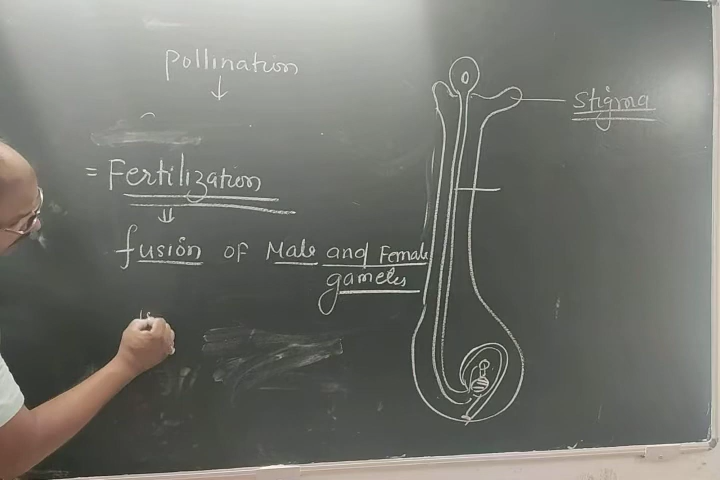 Pollination
Stigma
= Fertilization
fusion of Male and Female
gametes